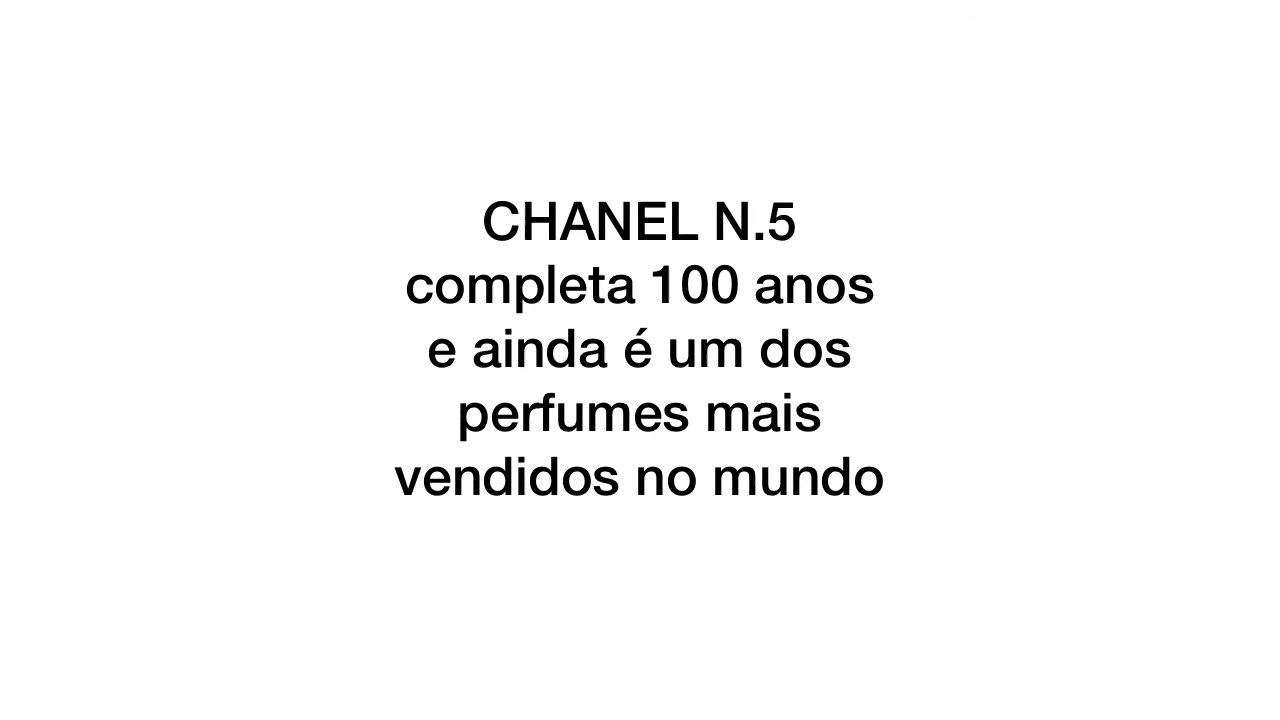 CHANEL N.5
completa 100 anos
e ainda é um dos
perfumes mais
vendidos no mundo